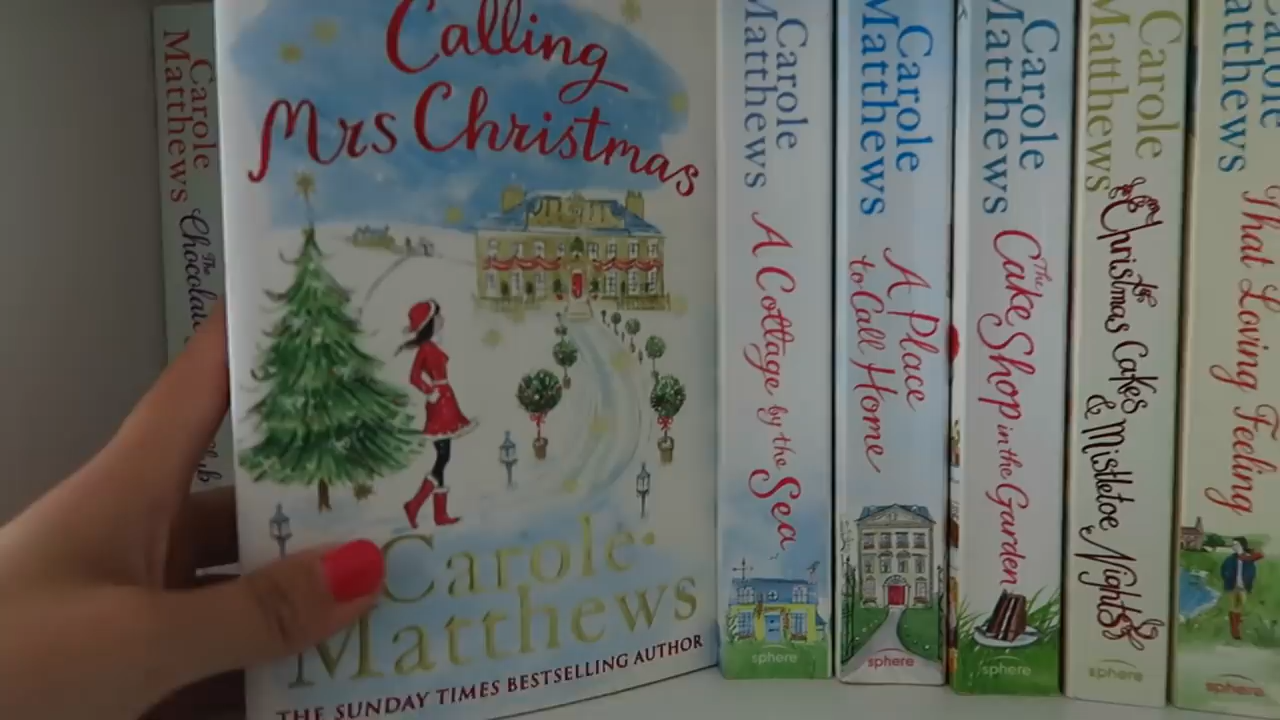 Carole
Matthews
The
Chocolate
Club
Calling
Mrs Christmas
Carole
Matthews
THE SUNDAY TIMES BESTSELLING AUTHOR
Carole
Matthews
A Cottage by the Sea
sphere
Carole
Matthews
A Place
to Call Home
sphere
Carole
Matthews
The Cake Shop in the Garden
sphere
Carole
Matthews
Christmas Cakes
& Mistletoe Nights
sphere
Carole
Matthews
That Loving Feeling
sphere